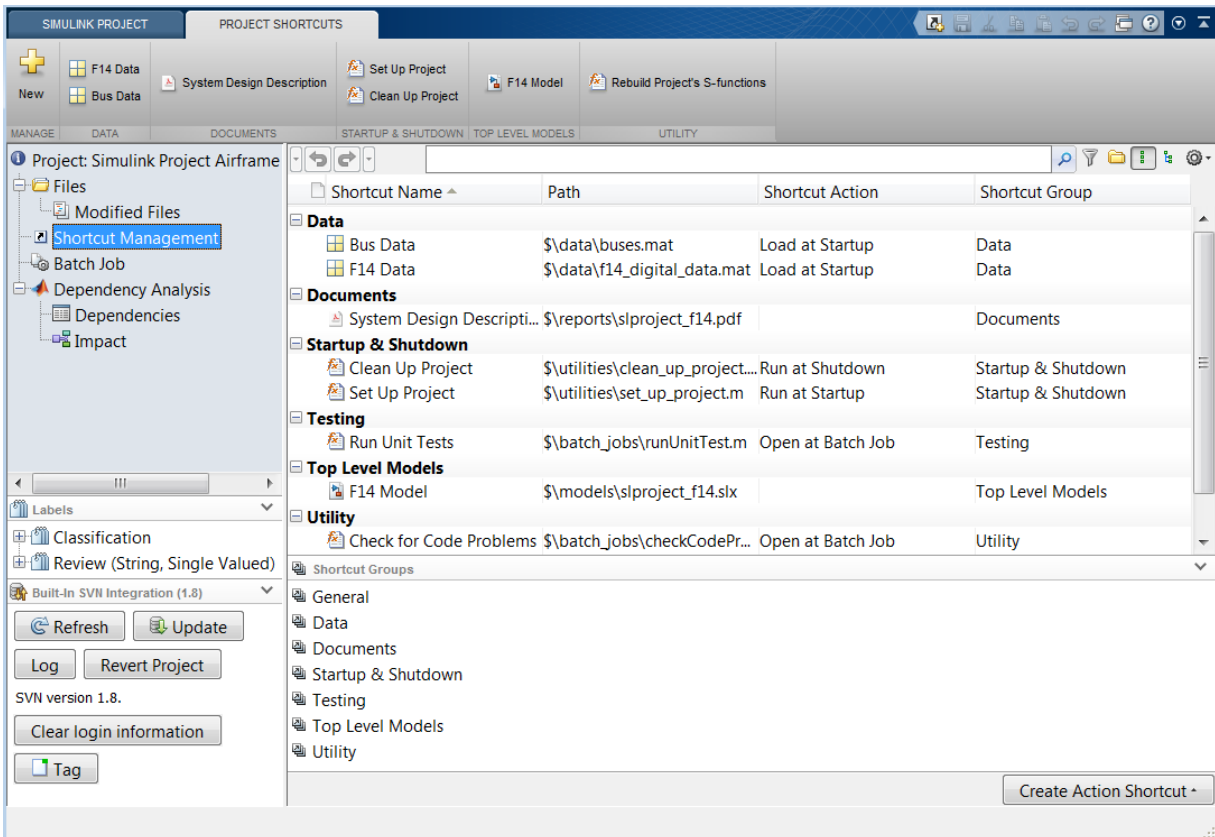 SIMULINK PROJECT
PROJECT SHORTCUTS
New
F14 Data
Bus Data
System Design Description
Set Up Project
Clean Up Project
F14 Model
Rebuild Project's S-functions
MANAGE
DATA
DOCUMENTS
STARTUP & SHUTDOWN
TOP LEVEL MODELS
UTILITY
Project: Simulink Project Airframe
Files
Modified Files
Shortcut Management
Batch Job
Dependency Analysis
Dependencies
Impact
Labels
Classification
Review (String, Single Valued)
Built-In SVN Integration (1.8)
Refresh
Update
Log
Revert Project
SVN version 1.8.
Clear login information
Tag
Shortcut Name Path Shortcut Action Shortcut Group
Data
Bus Data $\data\buses.mat Load at Startup Data
F14 Data $\data\f14_digital_data.mat Load at Startup Data
Documents
System Design Descripti... $\reports\slproject_f14.pdf Documents
Startup & Shutdown
Clean Up Project $\utilities\clean_up_project.... Run at Shutdown Startup & Shutdown
Set Up Project $\utilities\set_up_project.m Run at Startup Startup & Shutdown
Testing
Run Unit Tests $\batch_jobs\runUnitTest.m Open at Batch Job Testing
Top Level Models
F14 Model $\models\slproject_f14.slx Top Level Models
Utility
Check for Code Problems $\batch_jobs\checkCodePr... Open at Batch Job Utility
Shortcut Groups
General
Data
Documents
Startup & Shutdown
Testing
Top Level Models
Utility
Create Action Shortcut